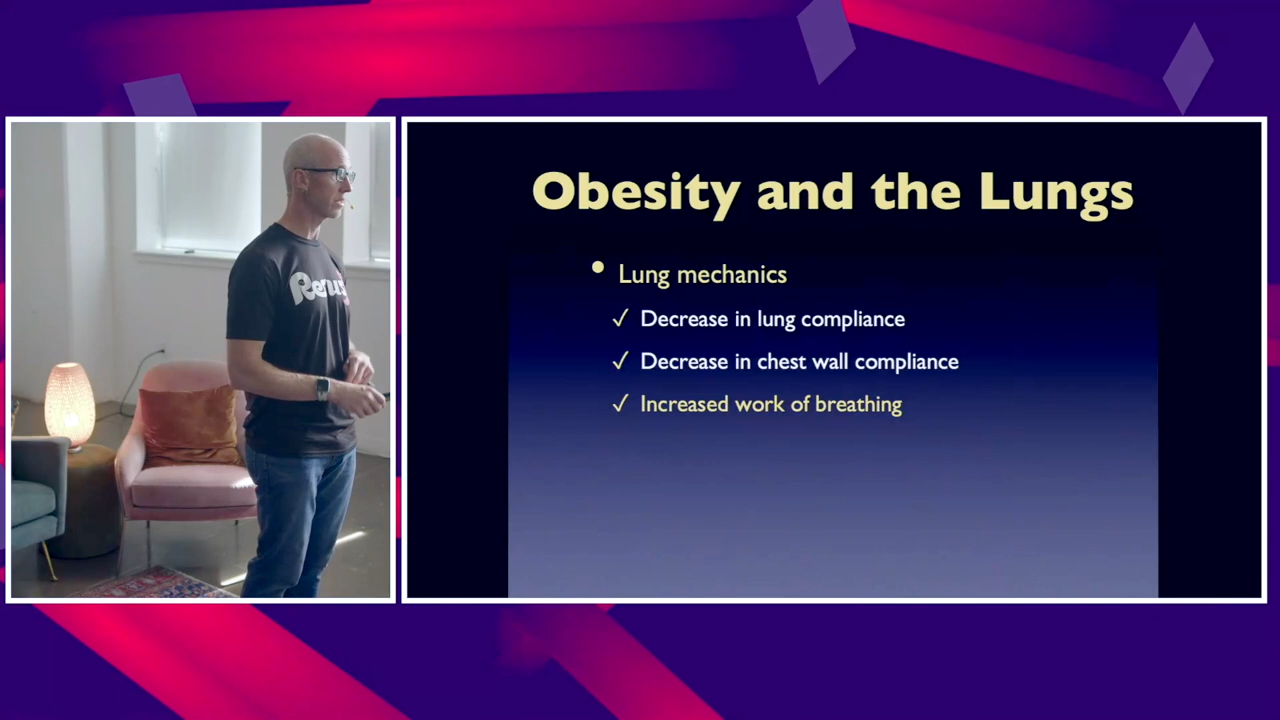 Obesity and the Lungs
• Lung mechanics
✓ Decrease in lung compliance
✓ Decrease in chest wall compliance
✓ Increased work of breathing